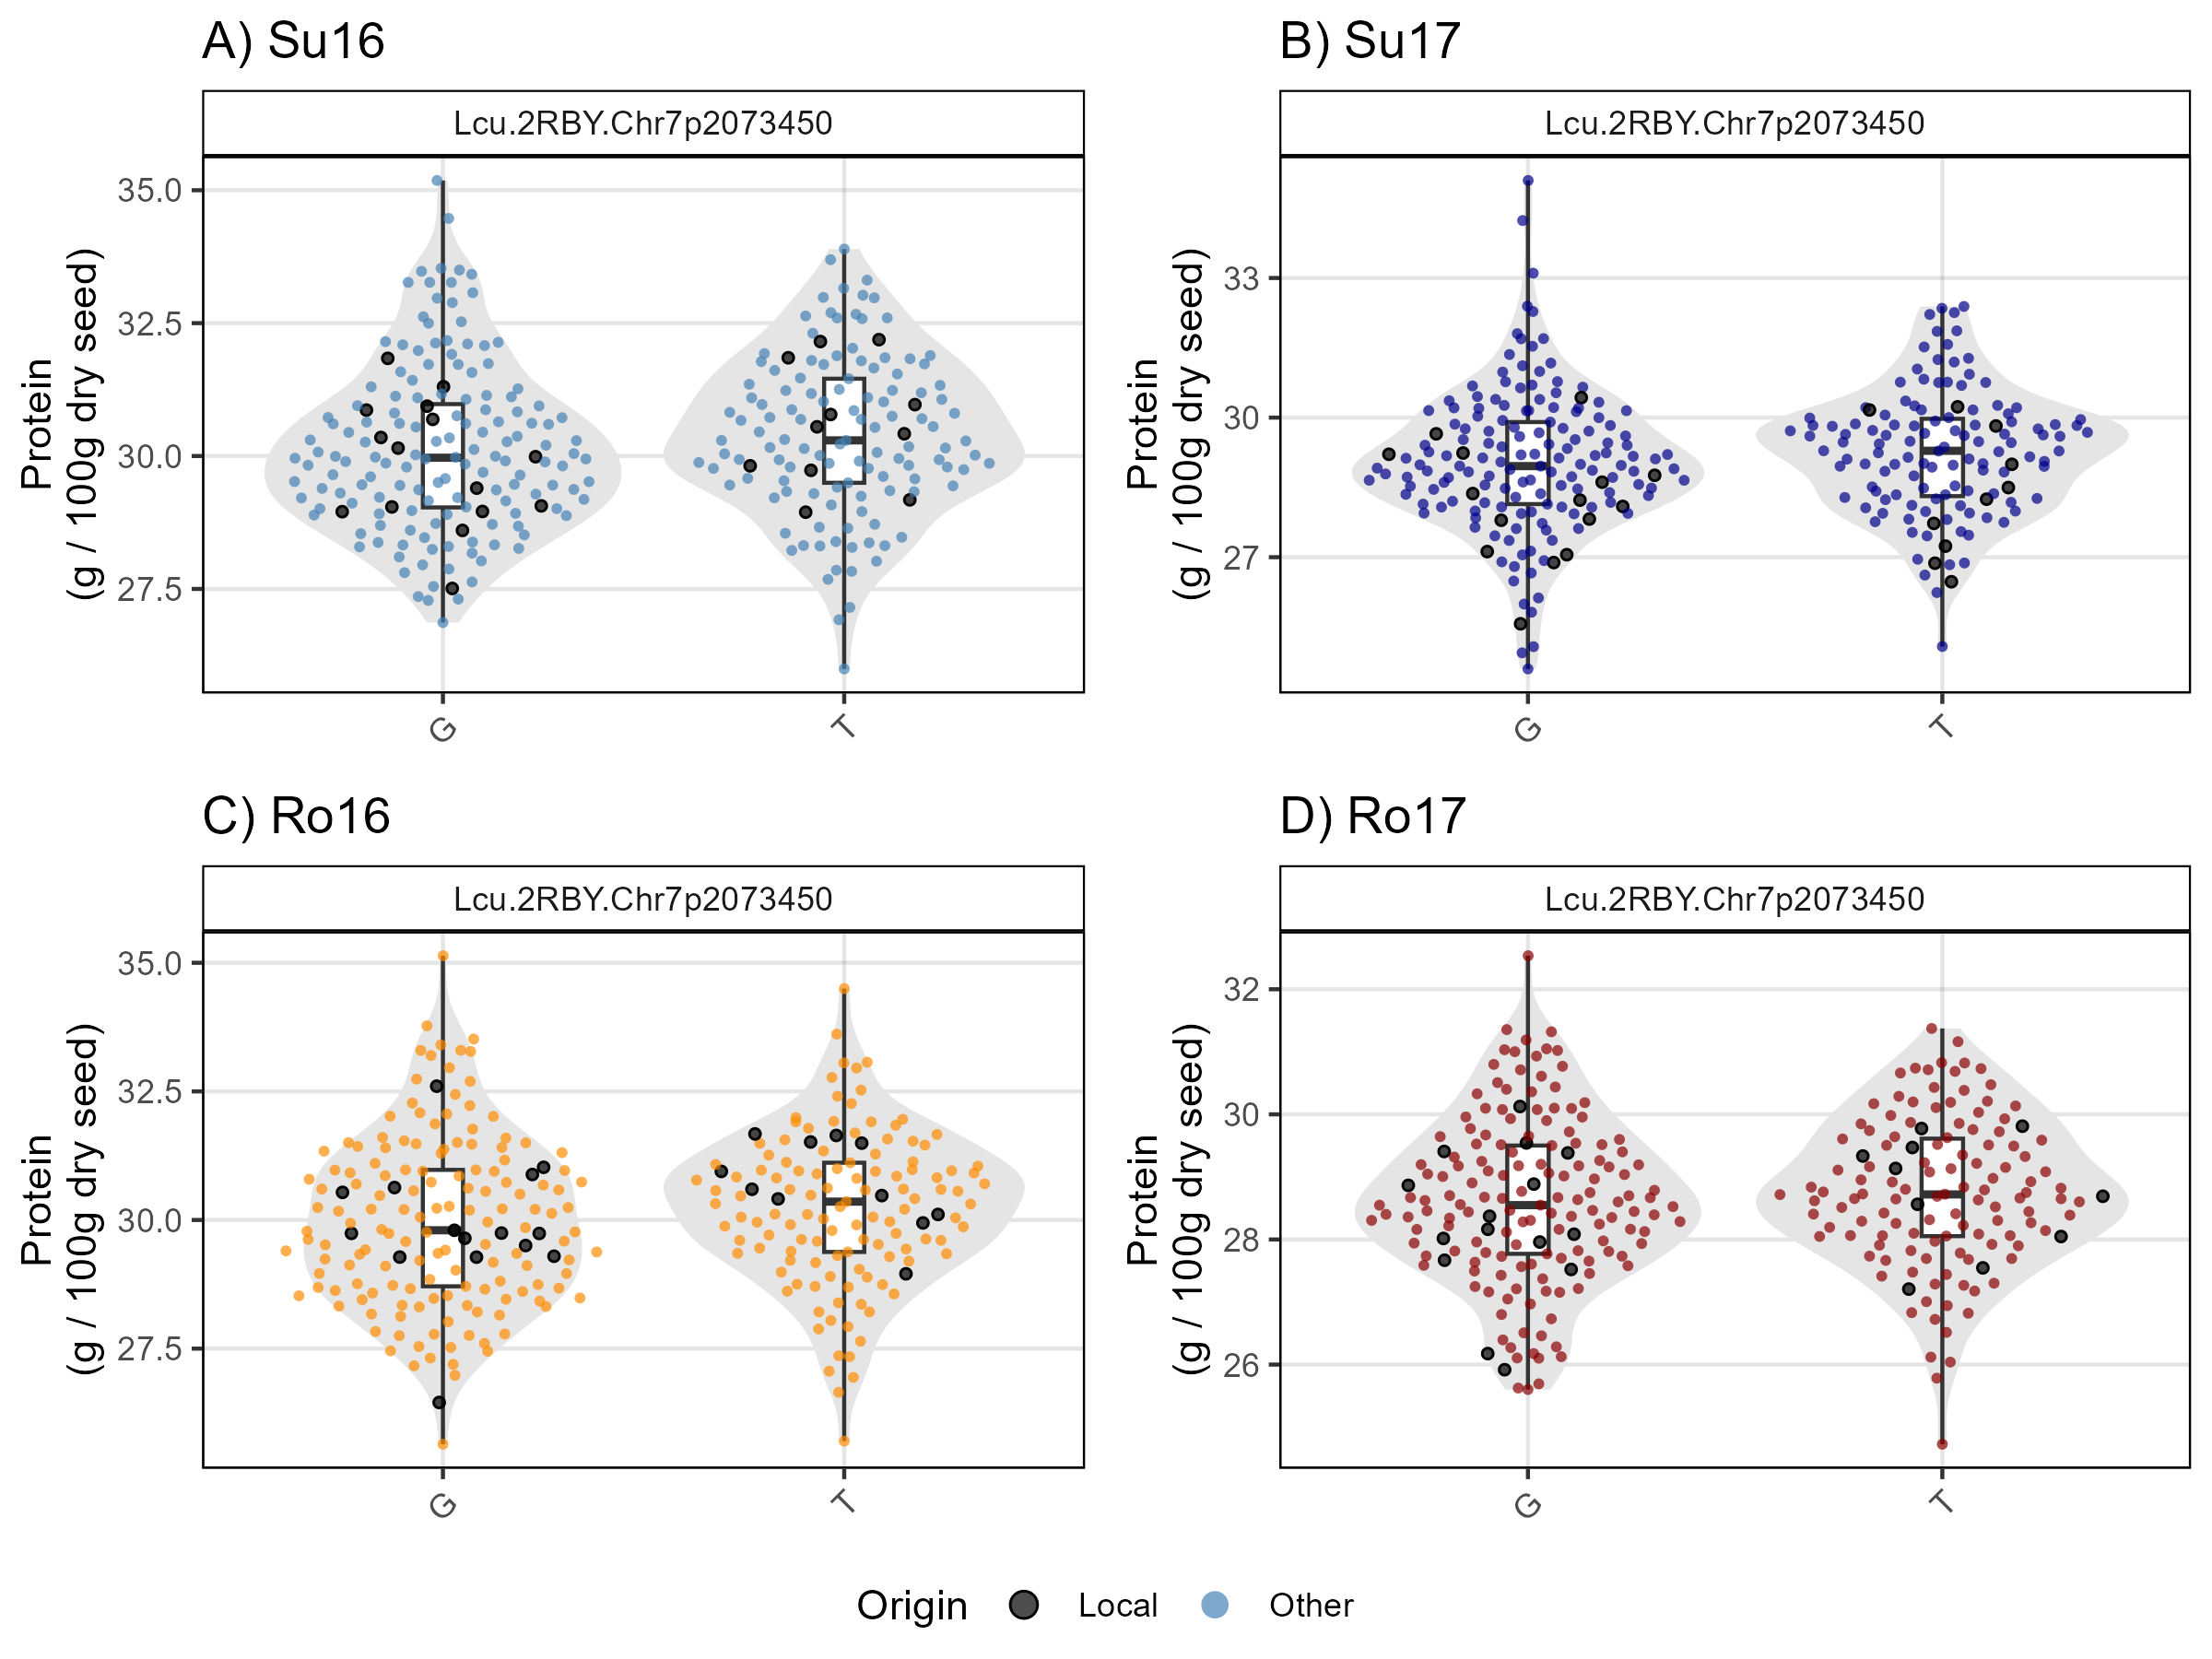 A) Su16
Lcu.2RBY.Chr7p2073450
Protein
(g / 100g dry seed)
35.0
32.5
30.0
27.5
G
T
B) Su17
Lcu.2RBY.Chr7p2073450
Protein
(g / 100g dry seed)
33
30
27
G
T
C) Ro16
Lcu.2RBY.Chr7p2073450
Protein
(g / 100g dry seed)
35.0
32.5
30.0
27.5
G
T
D) Ro17
Lcu.2RBY.Chr7p2073450
Protein
(g / 100g dry seed)
32
30
28
26
G
T
Origin Local Other